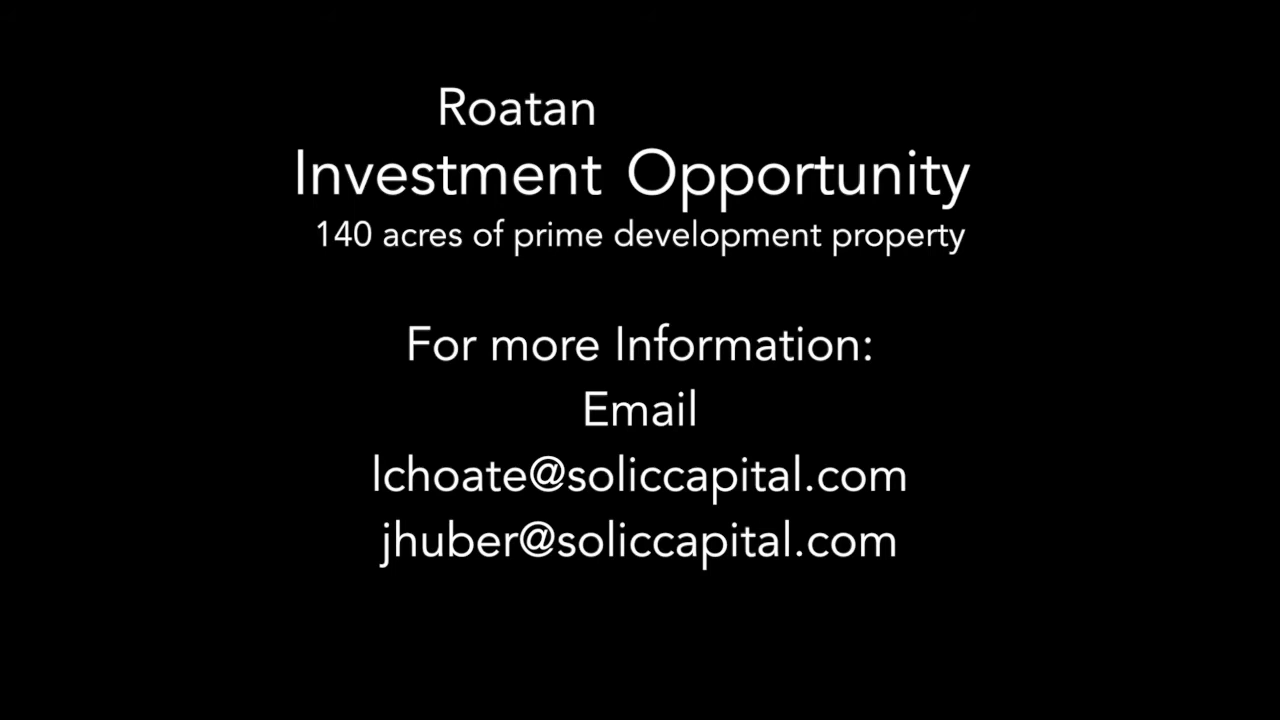 Roatan
Investment Opportunity
140 acres of prime development property
For more Information:
Email
lchoate@soliccapital.com
jhuber@soliccapital.com